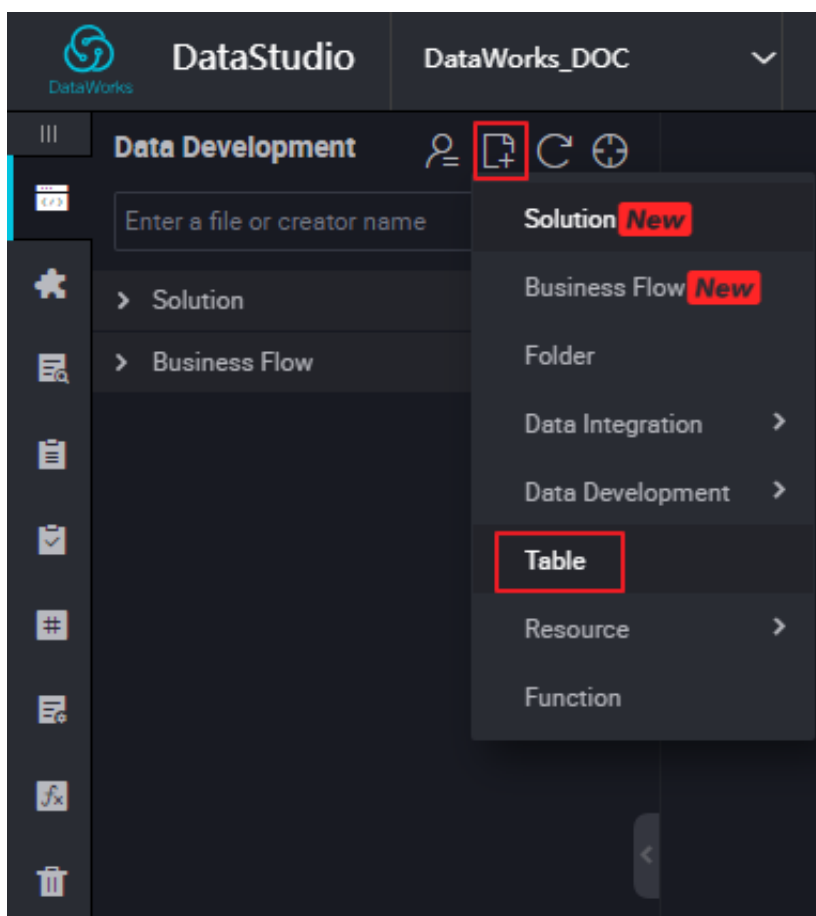 DataWorks
DataStudio
DataWorks_DOC
Data Development
Enter a file or creator name
Solution
Business Flow
Solution New
Business Flow New
Folder
Data Integration
Data Development
Table
Resource
Function